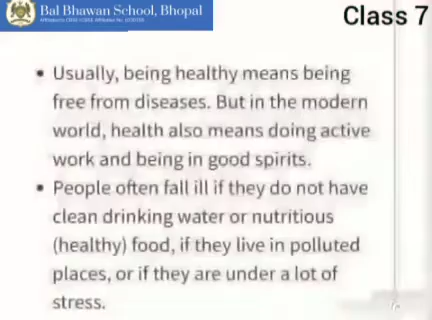 Bal Bhawan School, Bhopal
Class 7
• Usually, being healthy means being
free from diseases. But in the modern
world, health also means doing active
work and being in good spirits.
• People often fall ill if they do not have
clean drinking water or nutritious
(healthy) food, if they live in polluted
places, or if they are under a lot of
stress.